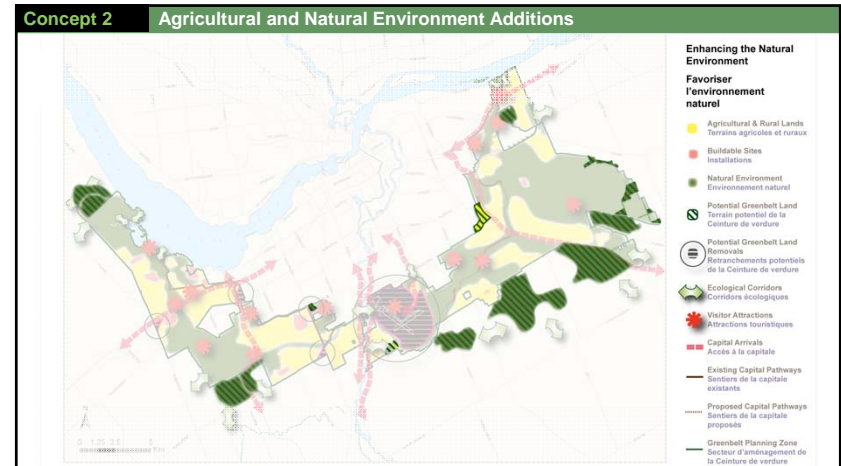 Concept 2
Agricultural and Natural Environment Additions
Enhancing the Natural
Environment
Favoriser
l'environnement
naturel
Agricultural & Rural Lands
Terrains agricoles et ruraux
Buildable Sites
Installations
Natural Environment
Environnement naturel
Potential Greenbelt Land
Terrain potentiel de la
Ceinture de verdure
Potential Greenbelt Land
Removals
Retranchements potentiels
de la Ceinture de verdure
Ecological Corridors
Corridors écologiques
Visitor Attractions
Attractions touristiques
Capital Arrivals
Accès à la capitale
Existing Capital Pathways
Sentiers de la capitale
existants
Proposed Capital Pathways
Sentiers de la capitale
proposés
Greenbelt Planning Zone
Secteur d'aménagement de
la Ceinture de verdure